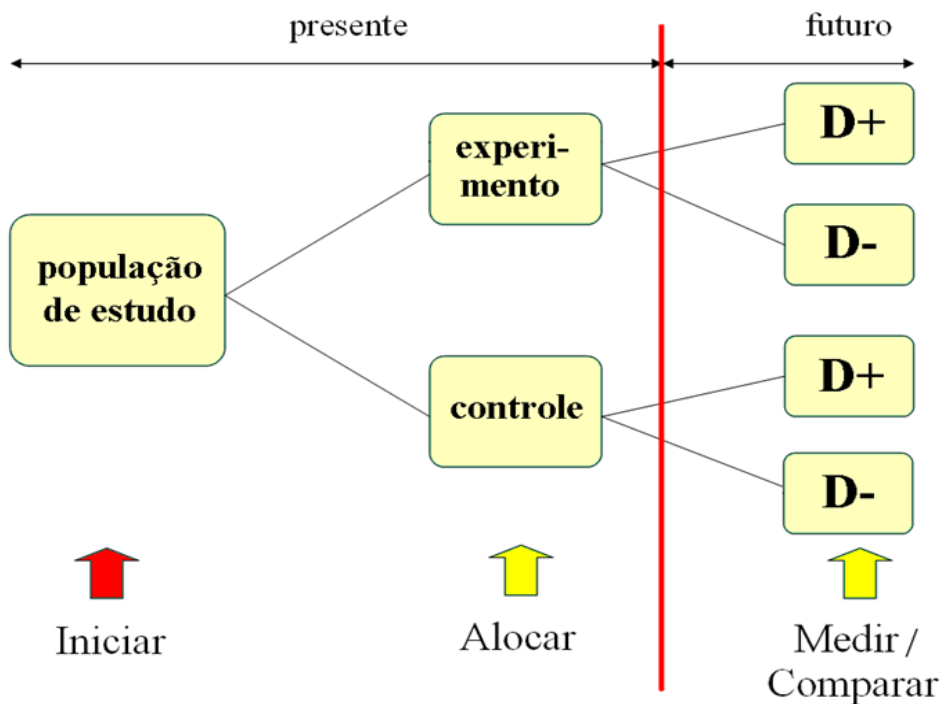 presente
futuro
população
de estudo
experi-
mento
controle
D+
D-
D+
D-
Iniciar
Alocar
Medir /
Comparar